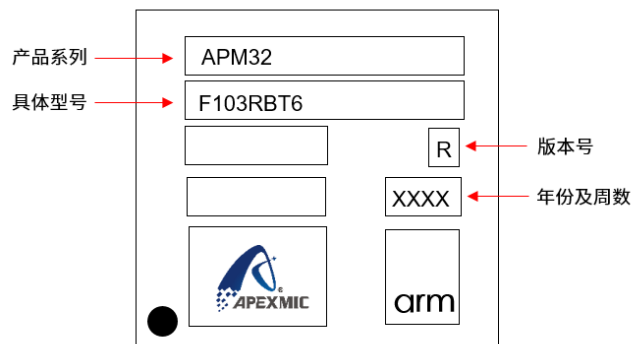 产品系列
APM32
具体型号
F103RBT6
R
版本号
XXXX
年份及周数
®
APEXMIC
arm